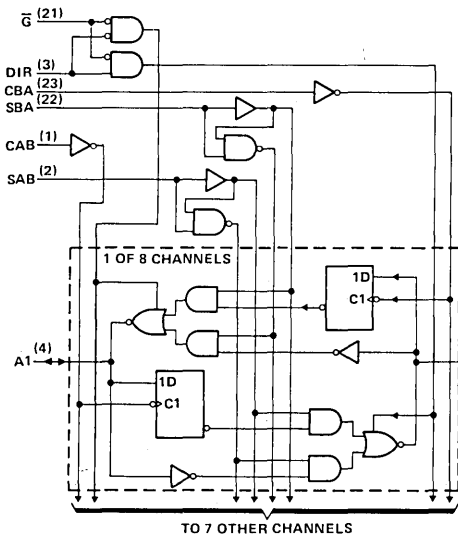 G̅ (21)
DIR (3)
CBA (23)
SBA (22)
CAB (1)
SAB (2)
1 OF 8 CHANNELS
1D
C1
A1 (4)
1D
C1
TO 7 OTHER CHANNELS